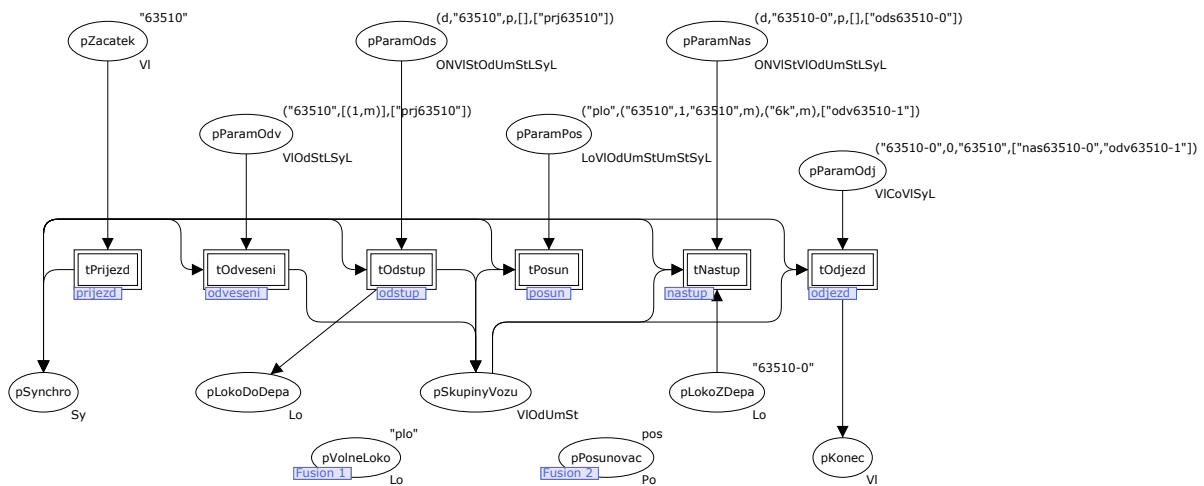 "63510"
(d,"63510",p,[],["prj63510"])
(d,"63510-0",p,[],["ods63510-0"])
pZacatek
pParamOds
pParamNas
Vl
ONVlStOdUmStLSyL
ONVlStVlOdUmStLSyL
("63510",[(1,m)],["prj63510"])
("plo",("63510",1,"63510",m),("6k",m),["odv63510-1"])
pParamOdv
pParamPos
("63510-0",0,"63510",["nas63510-0","odv63510-1"])
VlOdStLSyL
LoVlOdUmStUmStSyL
pParamOdj
VlCoVlSyL
tPrijezd
tOdveseni
tOdstup
tPosun
tNastup
tOdjezd
prijezd
odveseni
odstup
posun
nastup
odjezd
"63510-0"
pSynchro
pLokoDoDepa
pSkupinyVozu
pLokoZDepa
Sy
Lo
VlOdUmSt
Lo
"plo"
pos
pVolneLoko
pPosunovac
pKonec
Fusion 1
Fusion 2
Lo
Po
Vl